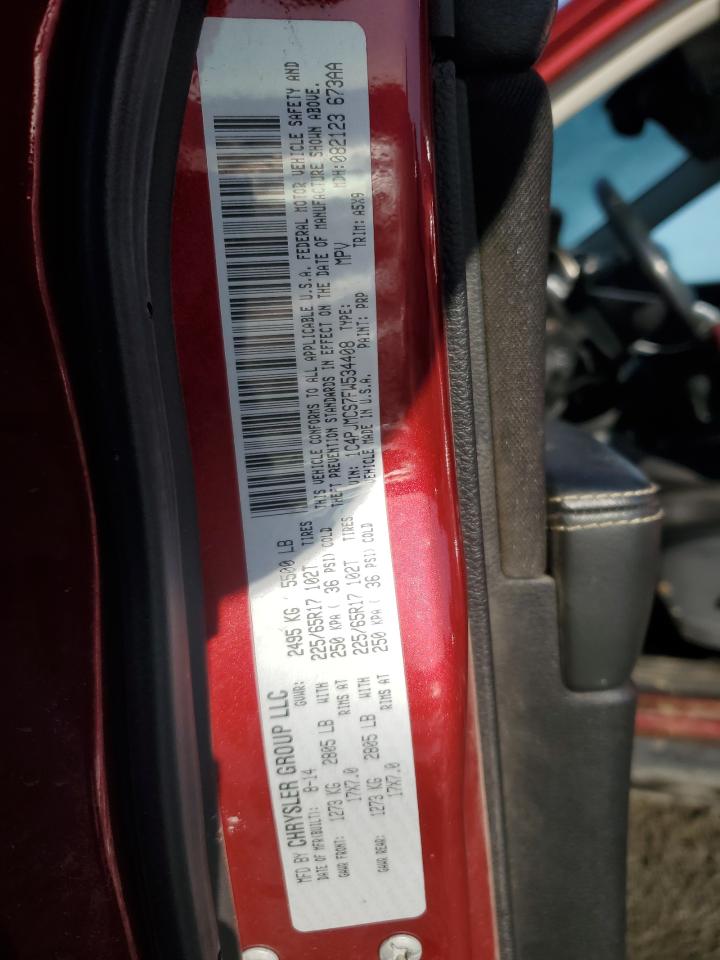 MFD BY CHRYSLER GROUP LLC
DATE OF MFR(BUILT): 8-14 GVWR: 2495 KG ( 5500 LB
GAWR FRONT: 1273 KG 2805 LB WITH 225/65R17 102T TIRES
17X7.0 RIMS AT 250 KPA ( 36 PSI) COLD
GAWR REAR: 1273 KG 2805 LB WITH 225/65R17 102T TIRES
17X7.0 RIMS AT 250 KPA ( 36 PSI) COLD
THIS VEHICLE CONFORMS TO ALL APPLICABLE U.S.A. FEDERAL MOTOR VEHICLE SAFETY AND
THEFT PREVENTION STANDARDS IN EFFECT ON THE DATE OF MANUFACTURE SHOWN ABOVE.
VIN: 1C4PJMCS7FW534408 TYPE: MPV MDH:082123 673AA
VEHICLE MADE IN U.S.A. PAINT: PRP TRIM: A5X9